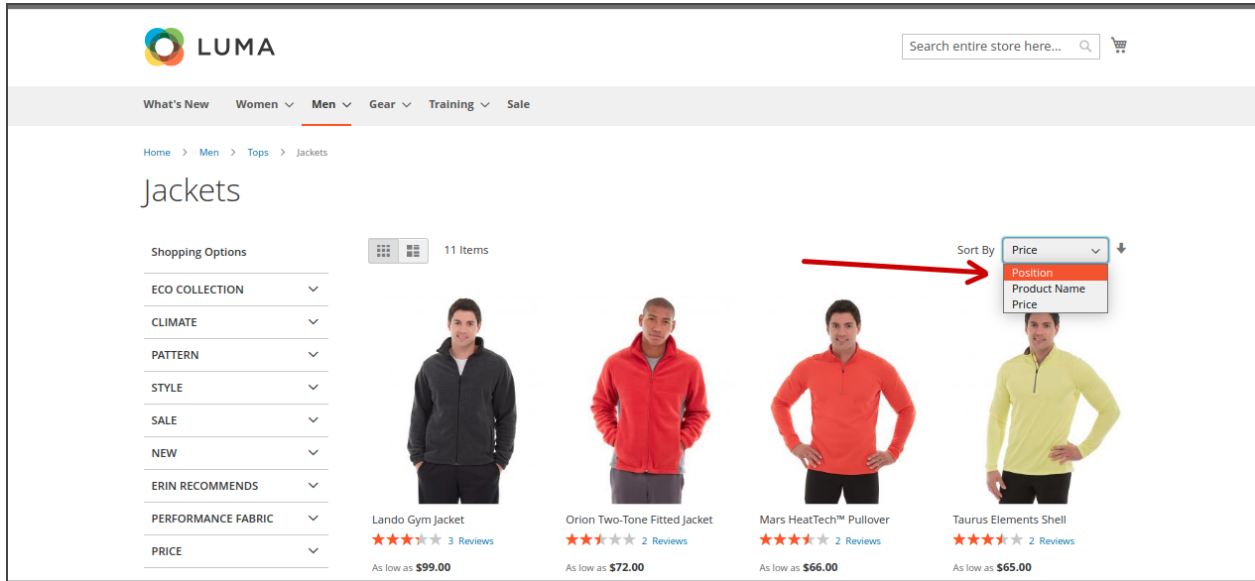 LUMA
Search entire store here...
What's New Women Men Gear Training Sale
Home > Men > Tops > Jackets
Jackets
Shopping Options
11 Items
Sort By Price
Position
Product Name
Price
ECO COLLECTION
CLIMATE
PATTERN
STYLE
SALE
NEW
ERIN RECOMMENDS
PERFORMANCE FABRIC
PRICE
Lando Gym Jacket
3 Reviews
As low as $99.00
Orion Two-Tone Fitted Jacket
2 Reviews
As low as $72.00
Mars HeatTech™ Pullover
2 Reviews
As low as $66.00
Taurus Elements Shell
2 Reviews
As low as $65.00